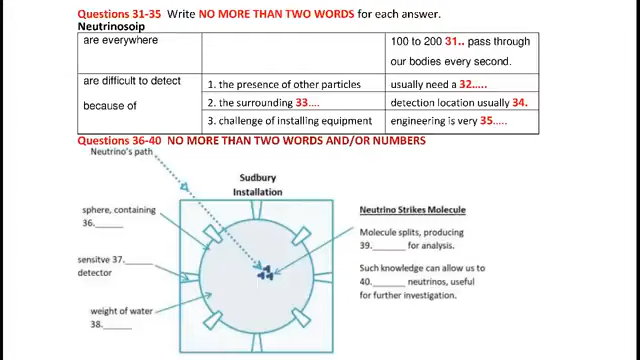 Questions 31-35 Write NO MORE THAN TWO WORDS for each answer.
Neutrinosoip
are everywhere
100 to 200 31.. pass through
our bodies every second.
are difficult to detect
because of
1. the presence of other particles
usually need a 32…..
2. the surrounding 33….
detection location usually 34.
3. challenge of installing equipment
engineering is very 35…..
Questions 36-40 NO MORE THAN TWO WORDS AND/OR NUMBERS
Neutrino's path
Sudbury
Installation
sphere, containing
36.______
sensitve 37._____
detector
weight of water
38.______
Neutrino Strikes Molecule
Molecule splits, producing
39.______ for analysis.
Such knowledge can allow us to
40.______ neutrinos, useful
for further investigation.